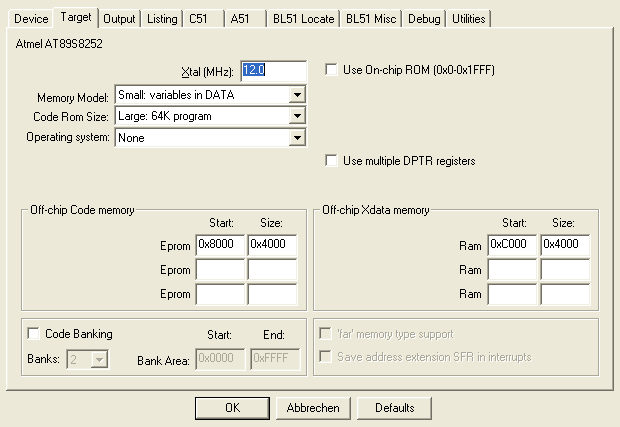 Device Target Output Listing C51 A51 BL51 Locate BL51 Misc Debug Utilities
Atmel AT89S8252
Xtal (MHz): 12.0 Use On-chip ROM (0x0-0x1FFF)
Memory Model: Small: variables in DATA
Code Rom Size: Large: 64K program
Operating system: None
Use multiple DPTR registers
Off-chip Code memory
Start: Size:
Eprom 0x8000 0x4000
Eprom
Eprom
Off-chip Xdata memory
Start: Size:
Ram 0xC000 0x4000
Ram
Ram
Code Banking Start: End:
Banks: 2 Bank Area: 0x0000 0xFFFF
'far' memory type support
Save address extension SFR in interrupts
OK Abbrechen Defaults